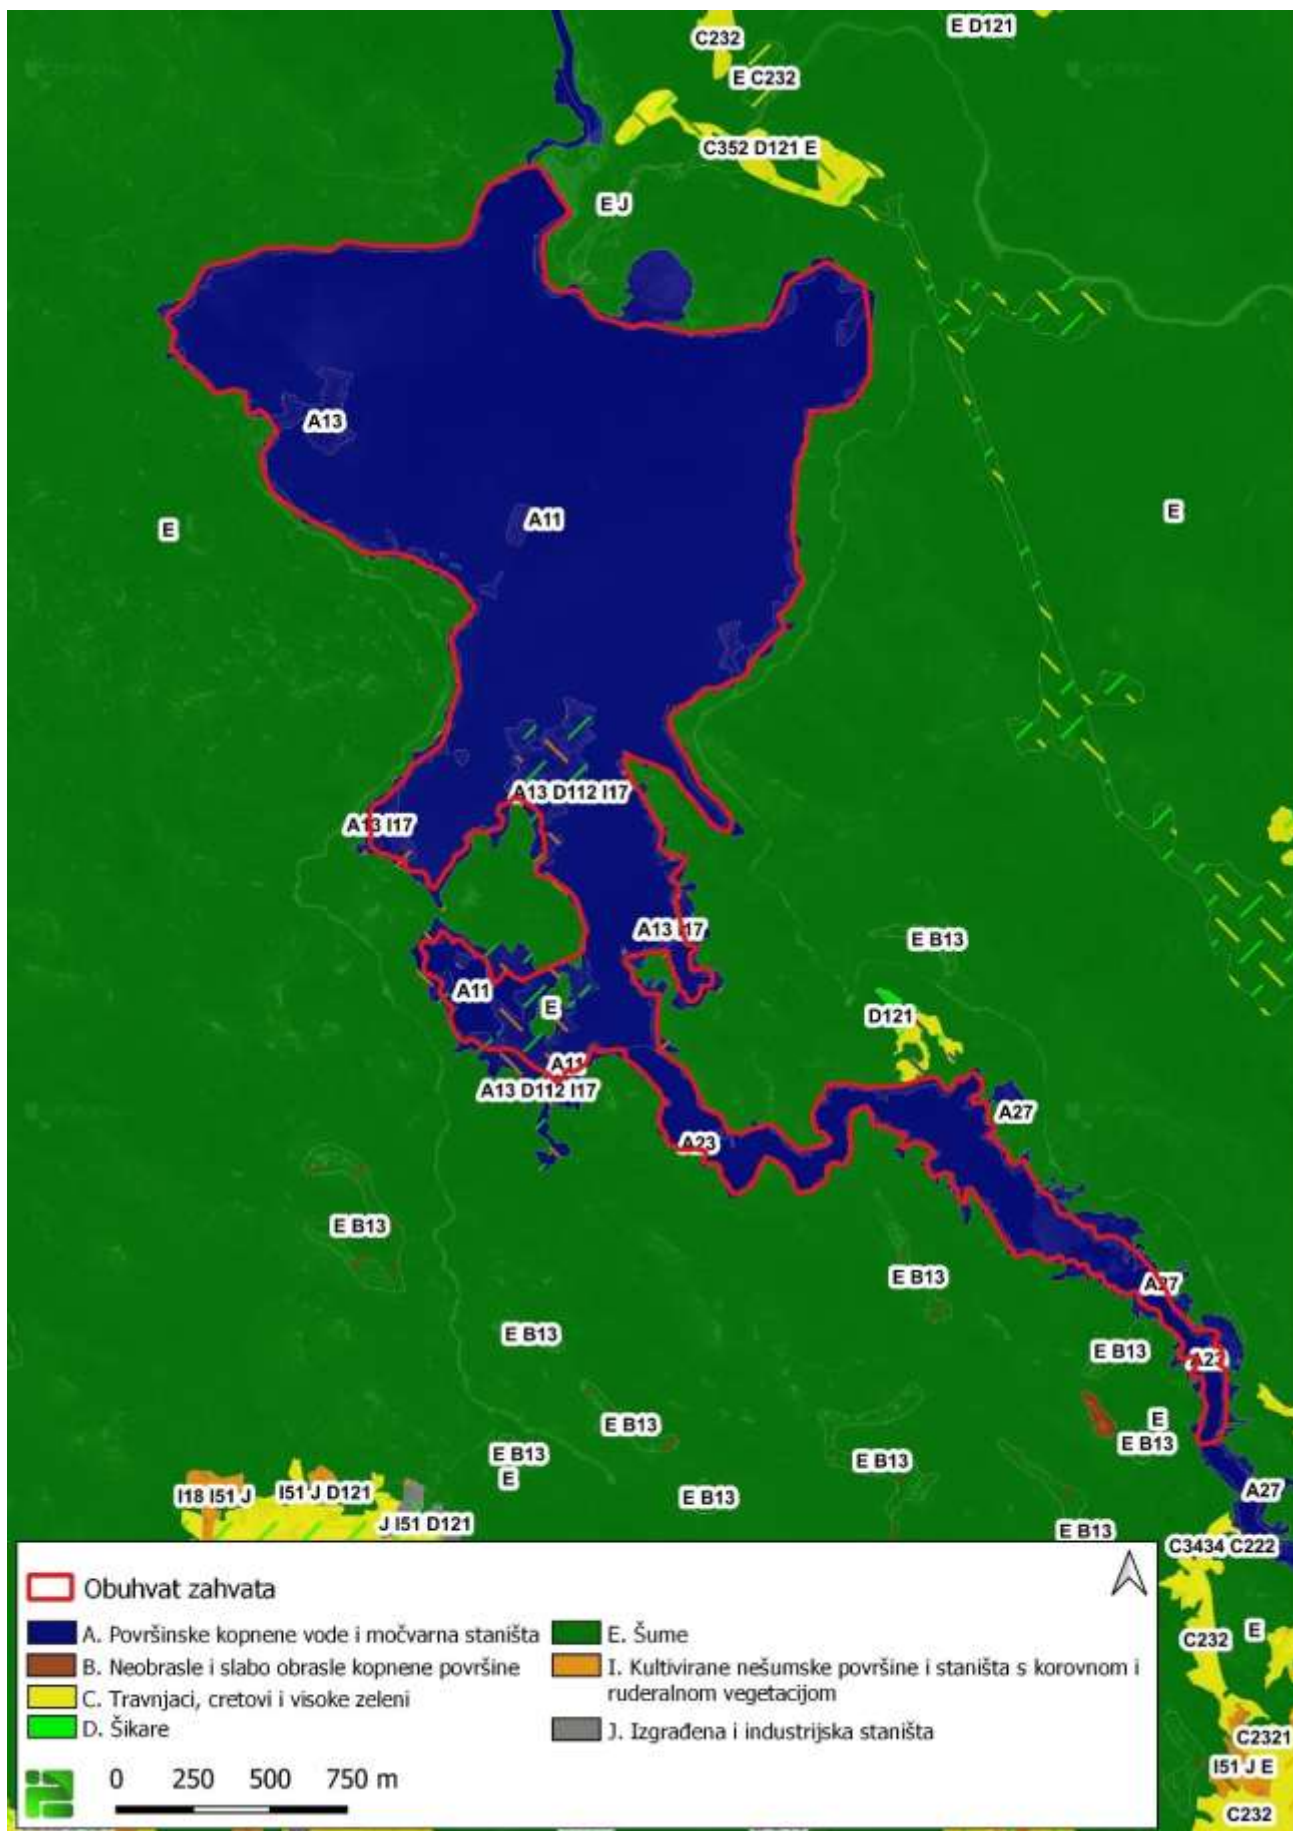 C232
E D121
E C232
C352 D121 E
E J
A13
A11
E
E
A13 D112 I17
A13 I17
A13 I17
E B13
A11
E
D121
A11
A13 D112 I17
A27
A23
E B13
E B13
A27
E B13
E B13
A23
E B13
E
E B13
E B13
E
E B13
I18 I51 J
I51 J D121
E B13
A27
J I51 D121
E B13
C3434 C222
Obuhvat zahvata
A. Površinske kopnene vode i močvarna staništa
B. Neobrasle i slabo obrasle kopnene površine
C. Travnjaci, cretovi i visoke zeleni
D. Šikare
E. Šume
I. Kultivirane nešumske površine i staništa s korovnom i
ruderalnom vegetacijom
J. Izgrađena i industrijska staništa
0 250 500 750 m
C232
E
C2321
I51 J E
C232